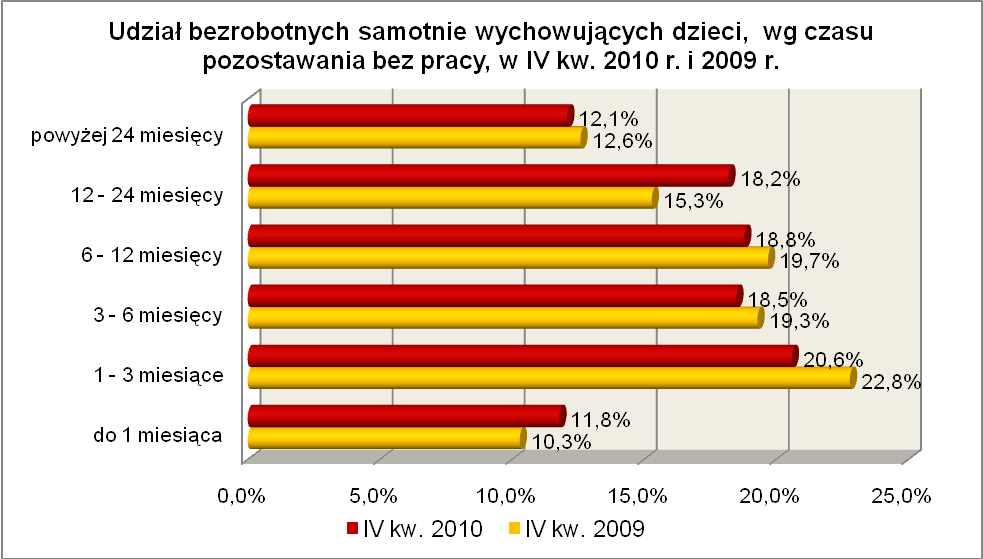 Udział bezrobotnych samotnie wychowujących dzieci, wg czasu
pozostawania bez pracy, w IV kw. 2010 r. i 2009 r.
powyżej 24 miesięcy
12,1%
12,6%
12 - 24 miesięcy
18,2%
15,3%
6 - 12 miesięcy
18,8%
19,7%
3 - 6 miesięcy
18,5%
19,3%
1 - 3 miesiące
20,6%
22,8%
do 1 miesiąca
11,8%
10,3%
0,0% 5,0% 10,0% 15,0% 20,0% 25,0%
IV kw. 2010 IV kw. 2009